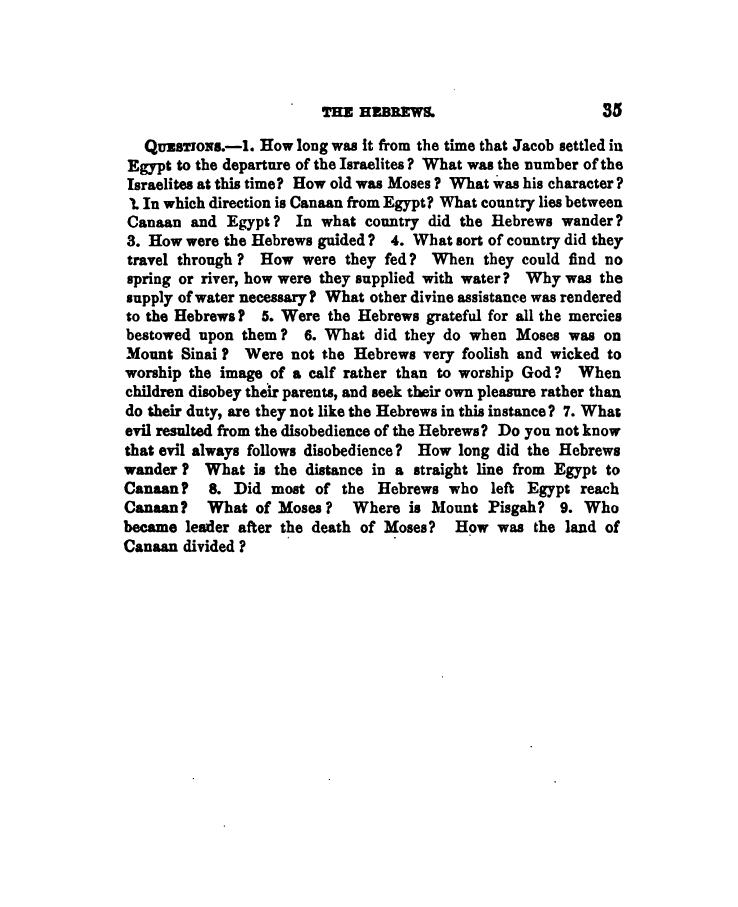 THE HEBREWS. 35
QUESTIONS.—1. How long was it from the time that Jacob settled in
Egypt to the departure of the Israelites? What was the number of the
Israelites at this time? How old was Moses? What was his character?
2. In which direction is Canaan from Egypt? What country lies between
Canaan and Egypt? In what country did the Hebrews wander?
3. How were the Hebrews guided? 4. What sort of country did they
travel through? How were they fed? When they could find no
spring or river, how were they supplied with water? Why was the
supply of water necessary? What other divine assistance was rendered
to the Hebrews? 5. Were the Hebrews grateful for all the mercies
bestowed upon them? 6. What did they do when Moses was on
Mount Sinai? Were not the Hebrews very foolish and wicked to
worship the image of a calf rather than to worship God? When
children disobey their parents, and seek their own pleasure rather than
do their duty, are they not like the Hebrews in this instance? 7. What
evil resulted from the disobedience of the Hebrews? Do you not know
that evil always follows disobedience? How long did the Hebrews
wander? What is the distance in a straight line from Egypt to
Canaan? 8. Did most of the Hebrews who left Egypt reach
Canaan? What of Moses? Where is Mount Pisgah? 9. Who
became leader after the death of Moses? How was the land of
Canaan divided?